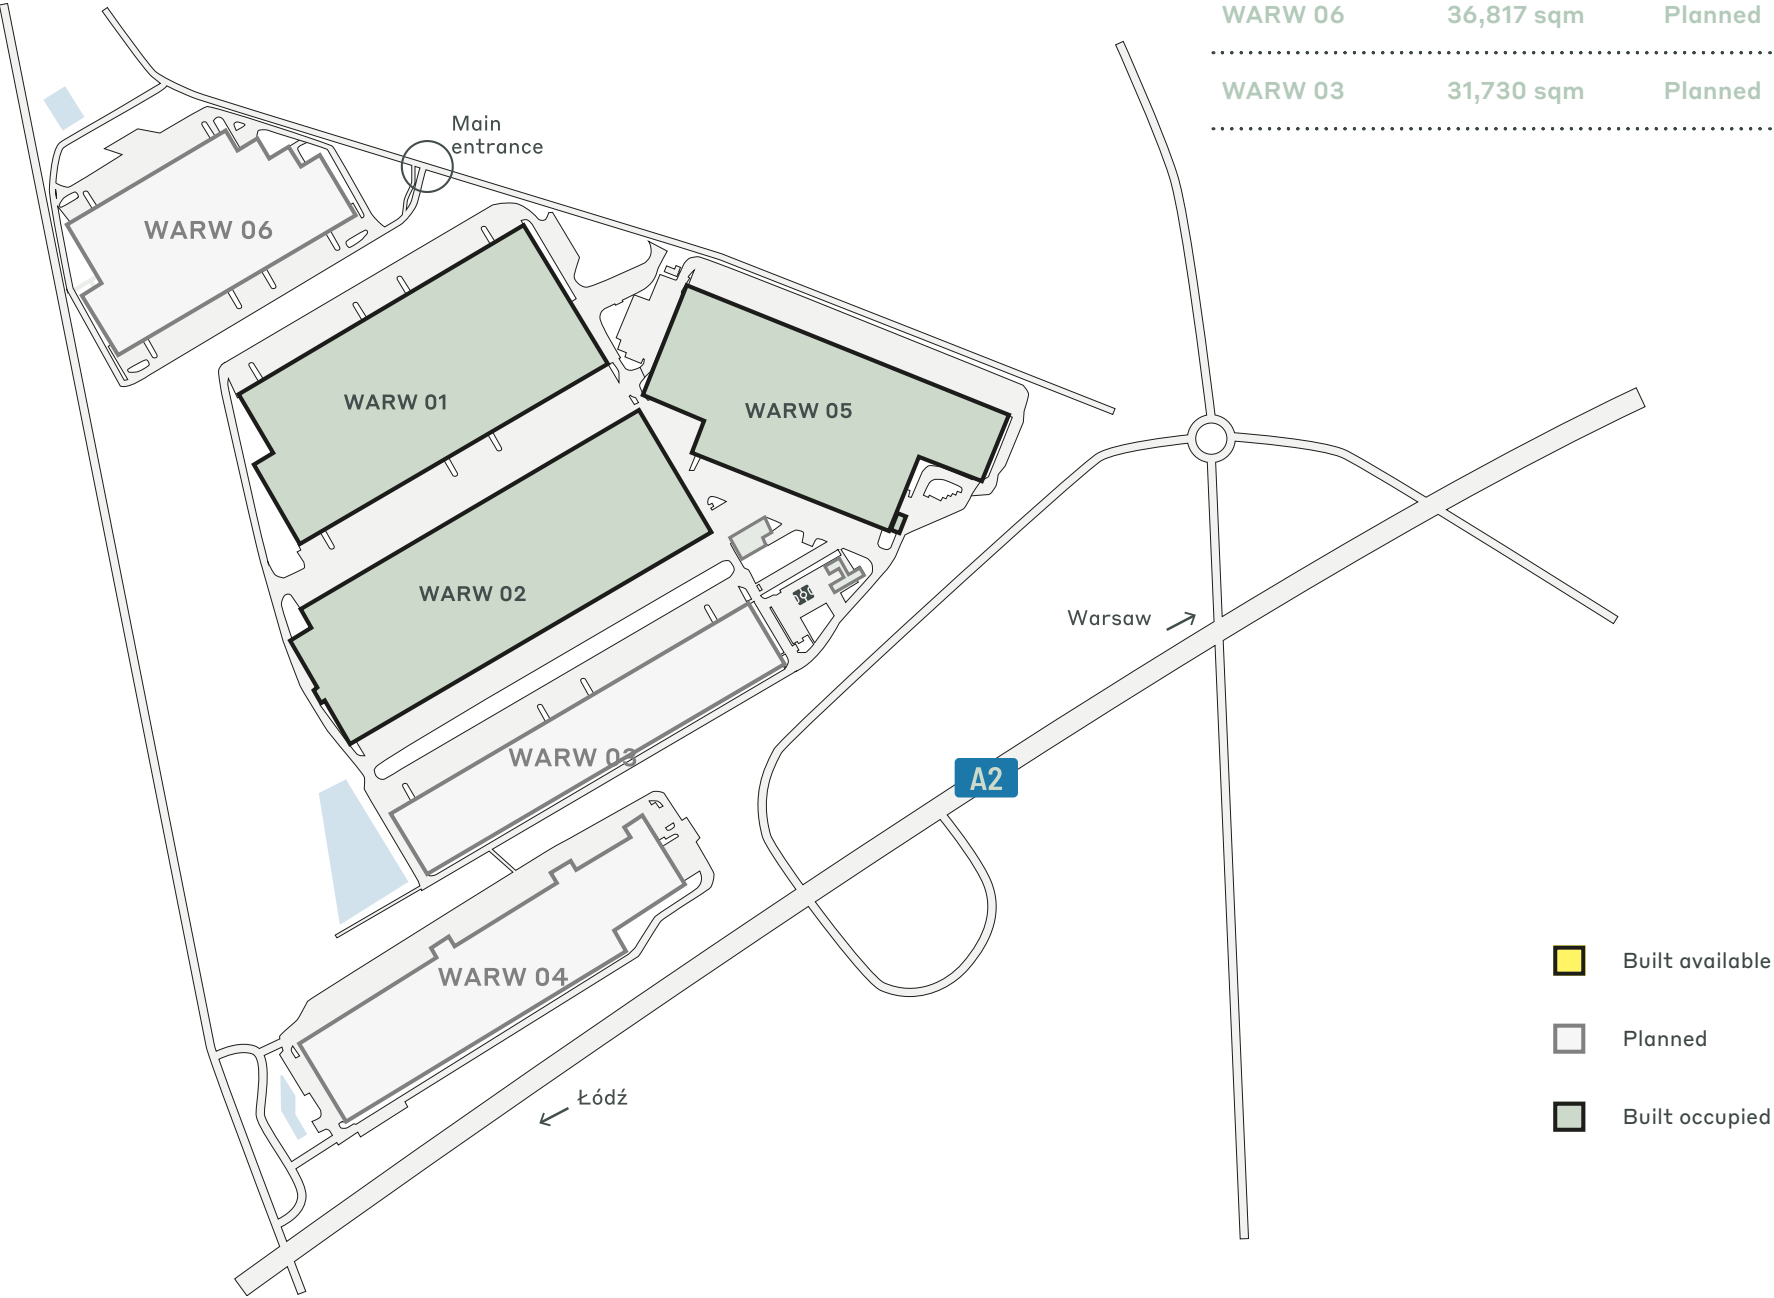 WARW 06 36,817 sqm Planned
WARW 03 31,730 sqm Planned
Main
entrance
WARW 06
WARW 01
WARW 05
WARW 02
Warsaw
WARW 03
A2
WARW 04
Łódź
Built available
Planned
Built occupied